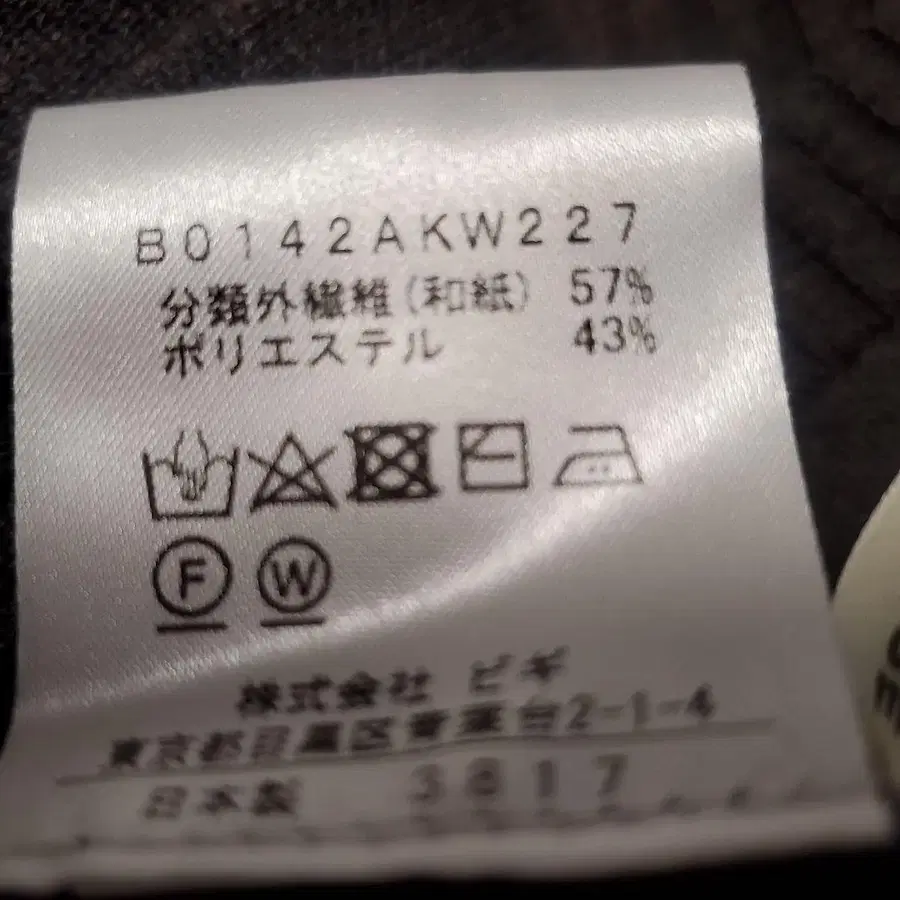 B0142AKW227
分類外繊維(和紙) 57%
ポリエステル 43%
F W
株式会社 ビギ
東京都目黒区青葉台2-1-4
日本製 3817